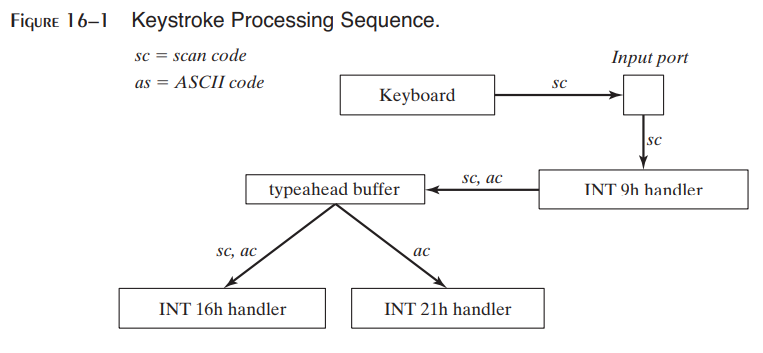 FIGURE 16–1 Keystroke Processing Sequence.
sc = scan code
as = ASCII code
Input port
Keyboard
sc
sc
INT 9h handler
sc, ac
typeahead buffer
sc, ac
ac
INT 16h handler
INT 21h handler